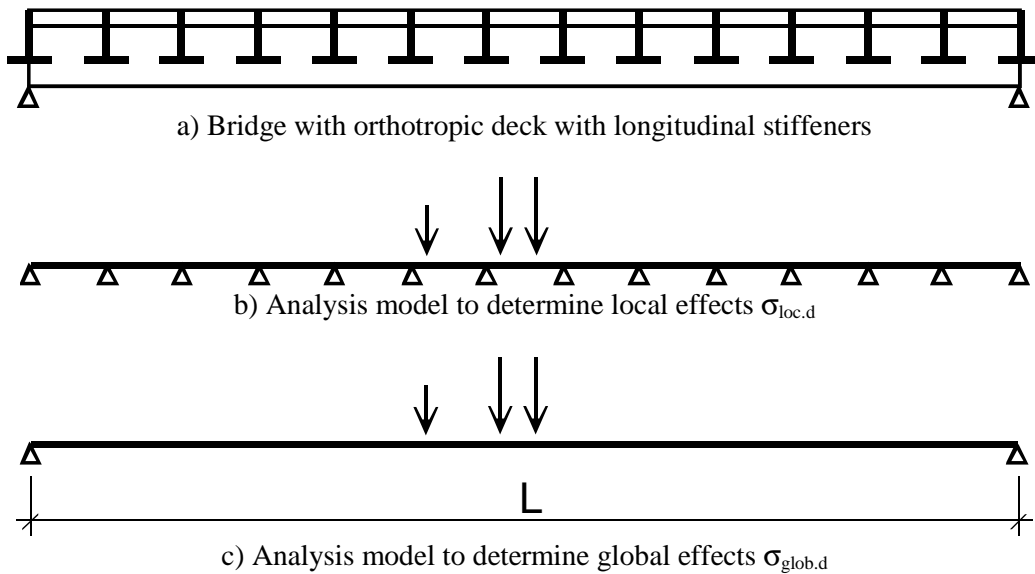 a) Bridge with orthotropic deck with longitudinal stiffeners
b) Analysis model to determine local effects σloc.d
L
c) Analysis model to determine global effects σglob.d